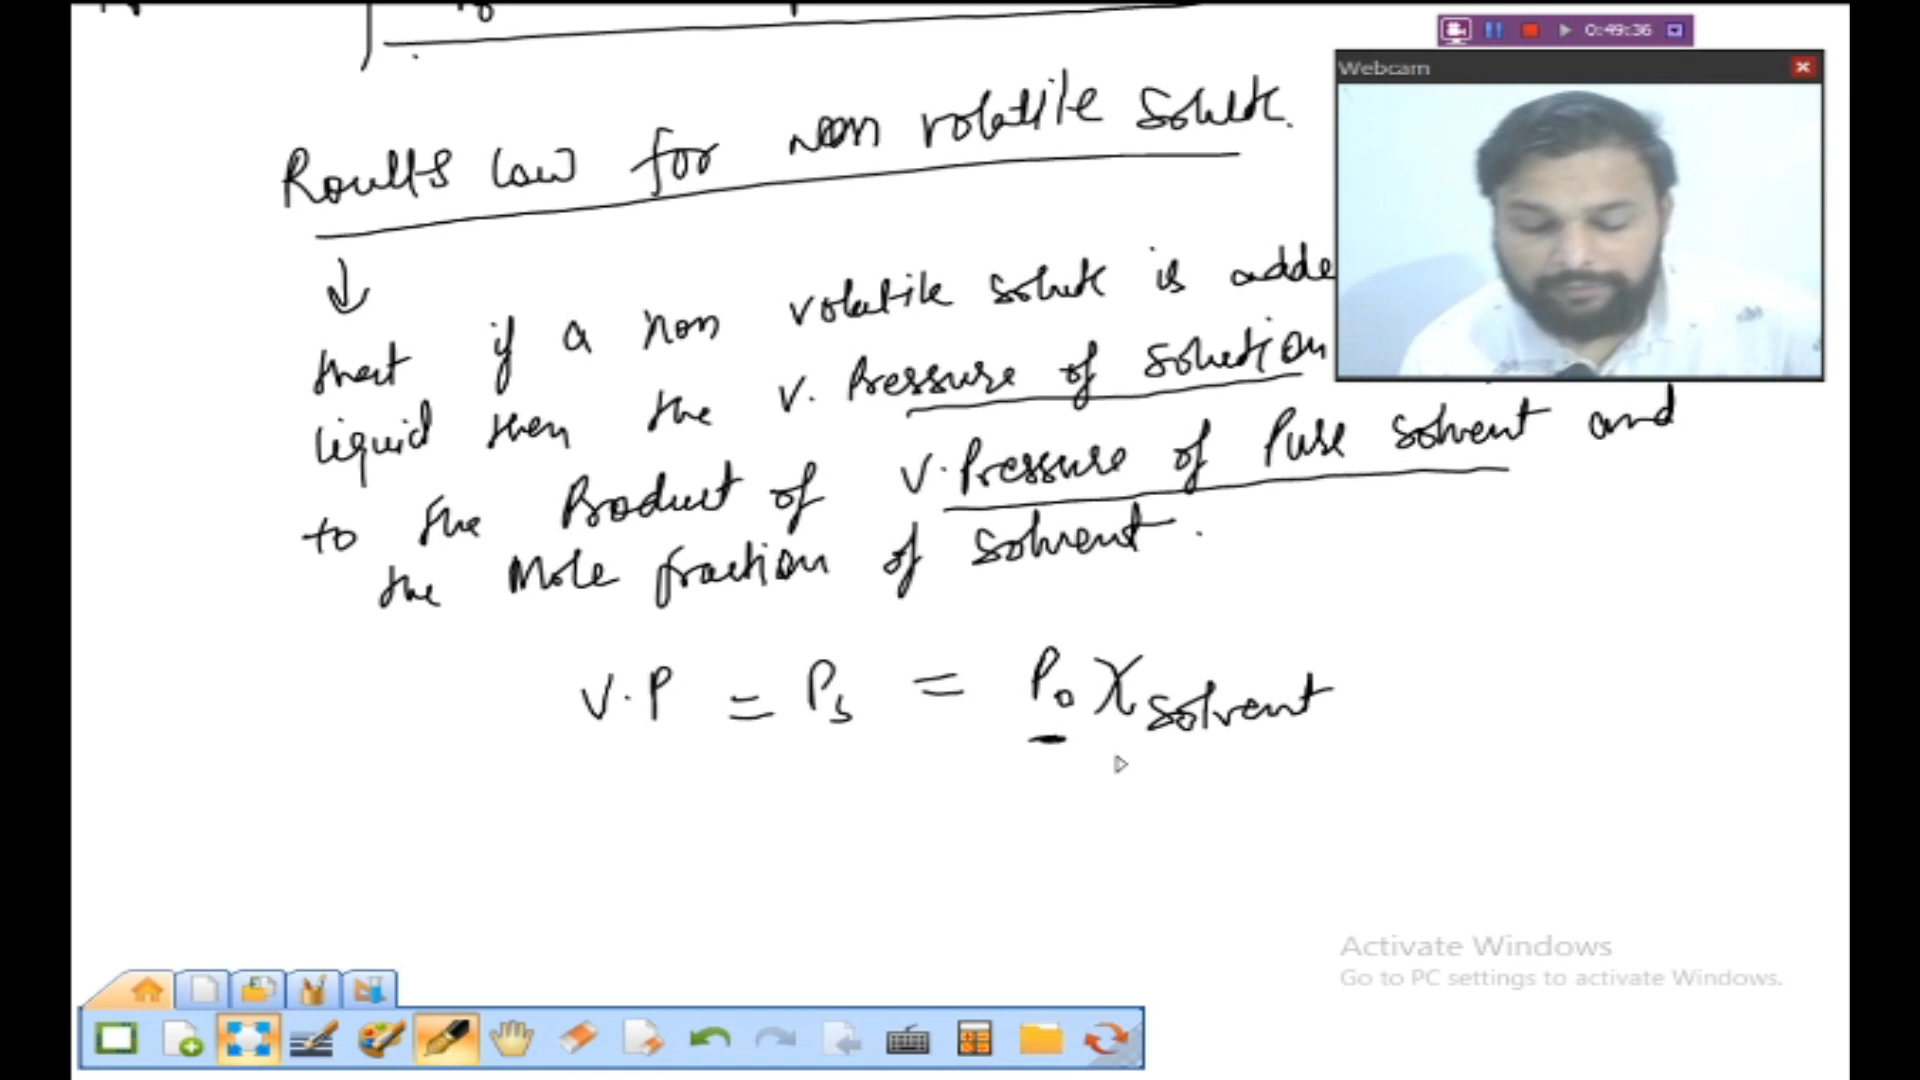 0:49:36
Webcam
Roults law for non volatile solute.
that if a non volatile solute is adde
liquid then the v. Pressure of solution
to the Product of v. Pressure of Pure solvent and
the Mole fraction of solvent.
V.P = Ps = P₀ χ solvent
Activate Windows
Go to PC settings to activate Windows.